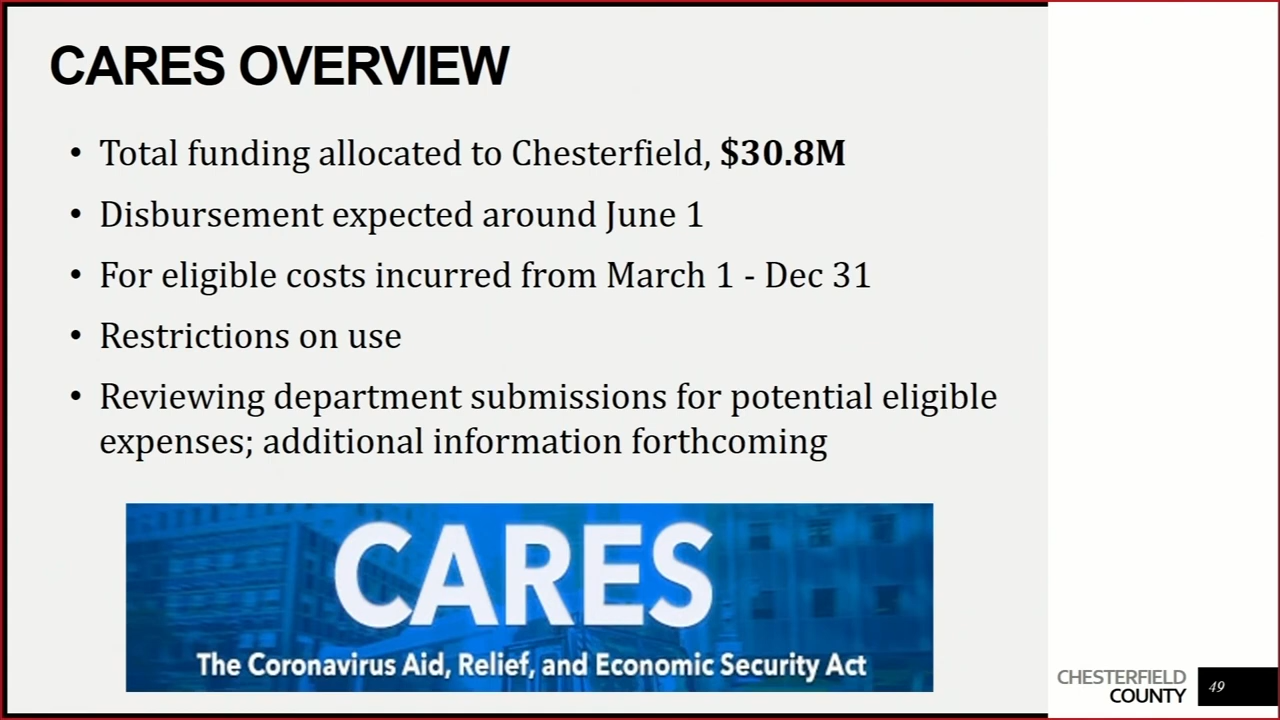 CARES OVERVIEW
• Total funding allocated to Chesterfield, $30.8M
• Disbursement expected around June 1
• For eligible costs incurred from March 1 - Dec 31
• Restrictions on use
• Reviewing department submissions for potential eligible
expenses; additional information forthcoming
CARES
The Coronavirus Aid, Relief, and Economic Security Act
CHESTERFIELD
COUNTY
49